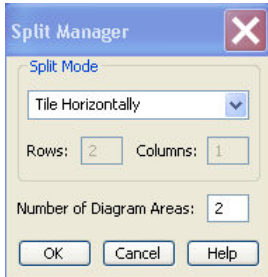 Split Manager
Split Mode
Tile Horizontally
Rows: 2 Columns: 1
Number of Diagram Areas: 2
OK Cancel Help